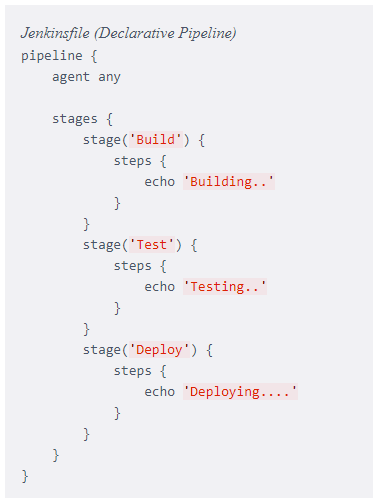 Jenkinsfile (Declarative Pipeline)
pipeline {
    agent any

    stages {
        stage('Build') {
            steps {
                echo 'Building..'
            }
        }
        stage('Test') {
            steps {
                echo 'Testing..'
            }
        }
        stage('Deploy') {
            steps {
                echo 'Deploying....'
            }
        }
    }
}